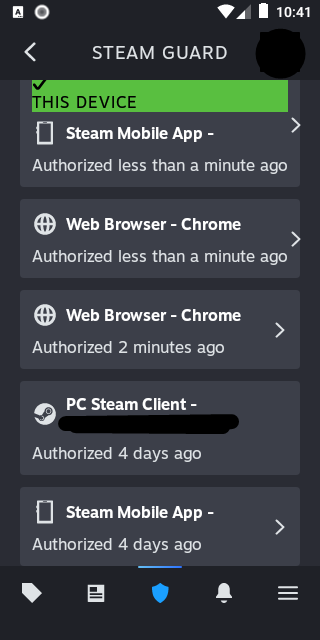 10:41
STEAM GUARD
THIS DEVICE
Steam Mobile App -
Authorized less than a minute ago
Web Browser - Chrome
Authorized less than a minute ago
Web Browser - Chrome
Authorized 2 minutes ago
PC Steam Client -
Authorized 4 days ago
Steam Mobile App -
Authorized 4 days ago